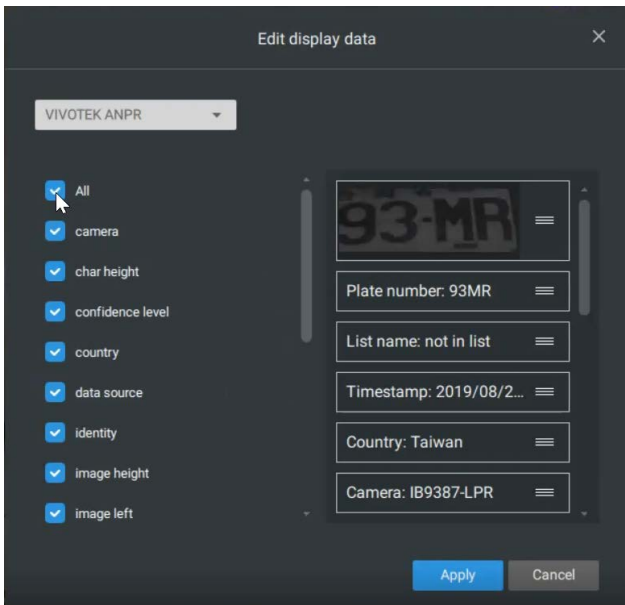 Edit display data
VIVOTEK ANPR
All
camera
char height
confidence level
country
data source
identity
image height
image left
93-MR
Plate number: 93MR
List name: not in list
Timestamp: 2019/08/2...
Country: Taiwan
Camera: IB9387-LPR
Apply
Cancel